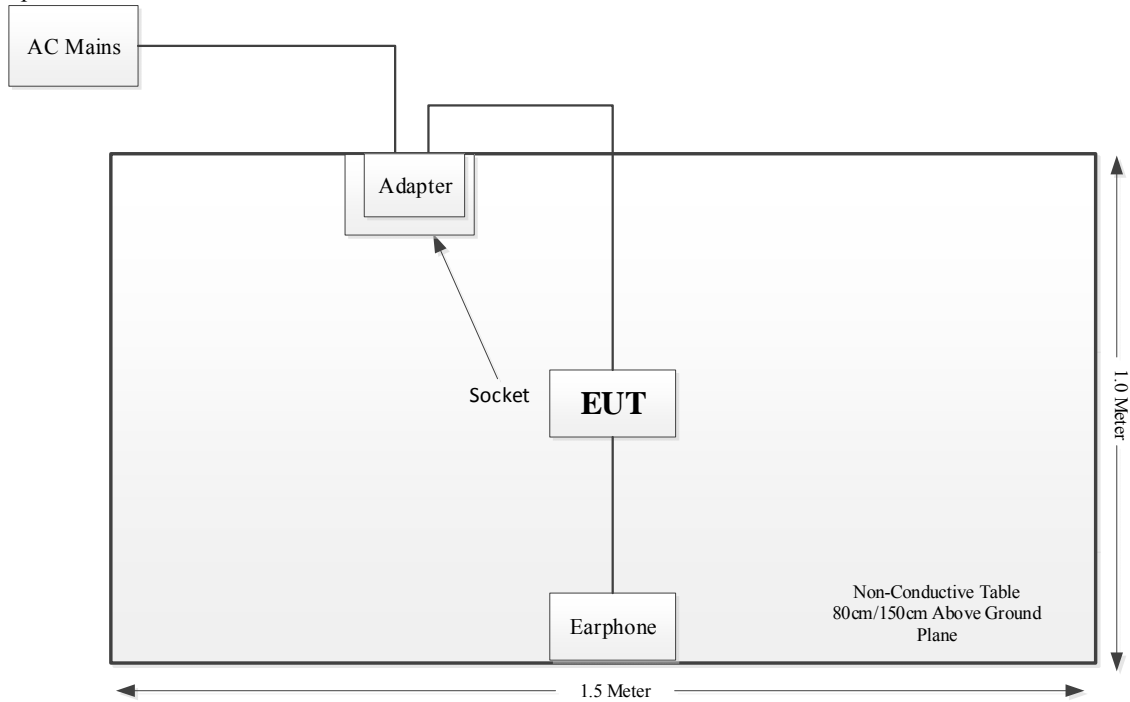 AC Mains
Adapter
Socket
EUT
1.0 Meter
Non-Conductive Table
80cm/150cm Above Ground
Plane
Earphone
1.5 Meter